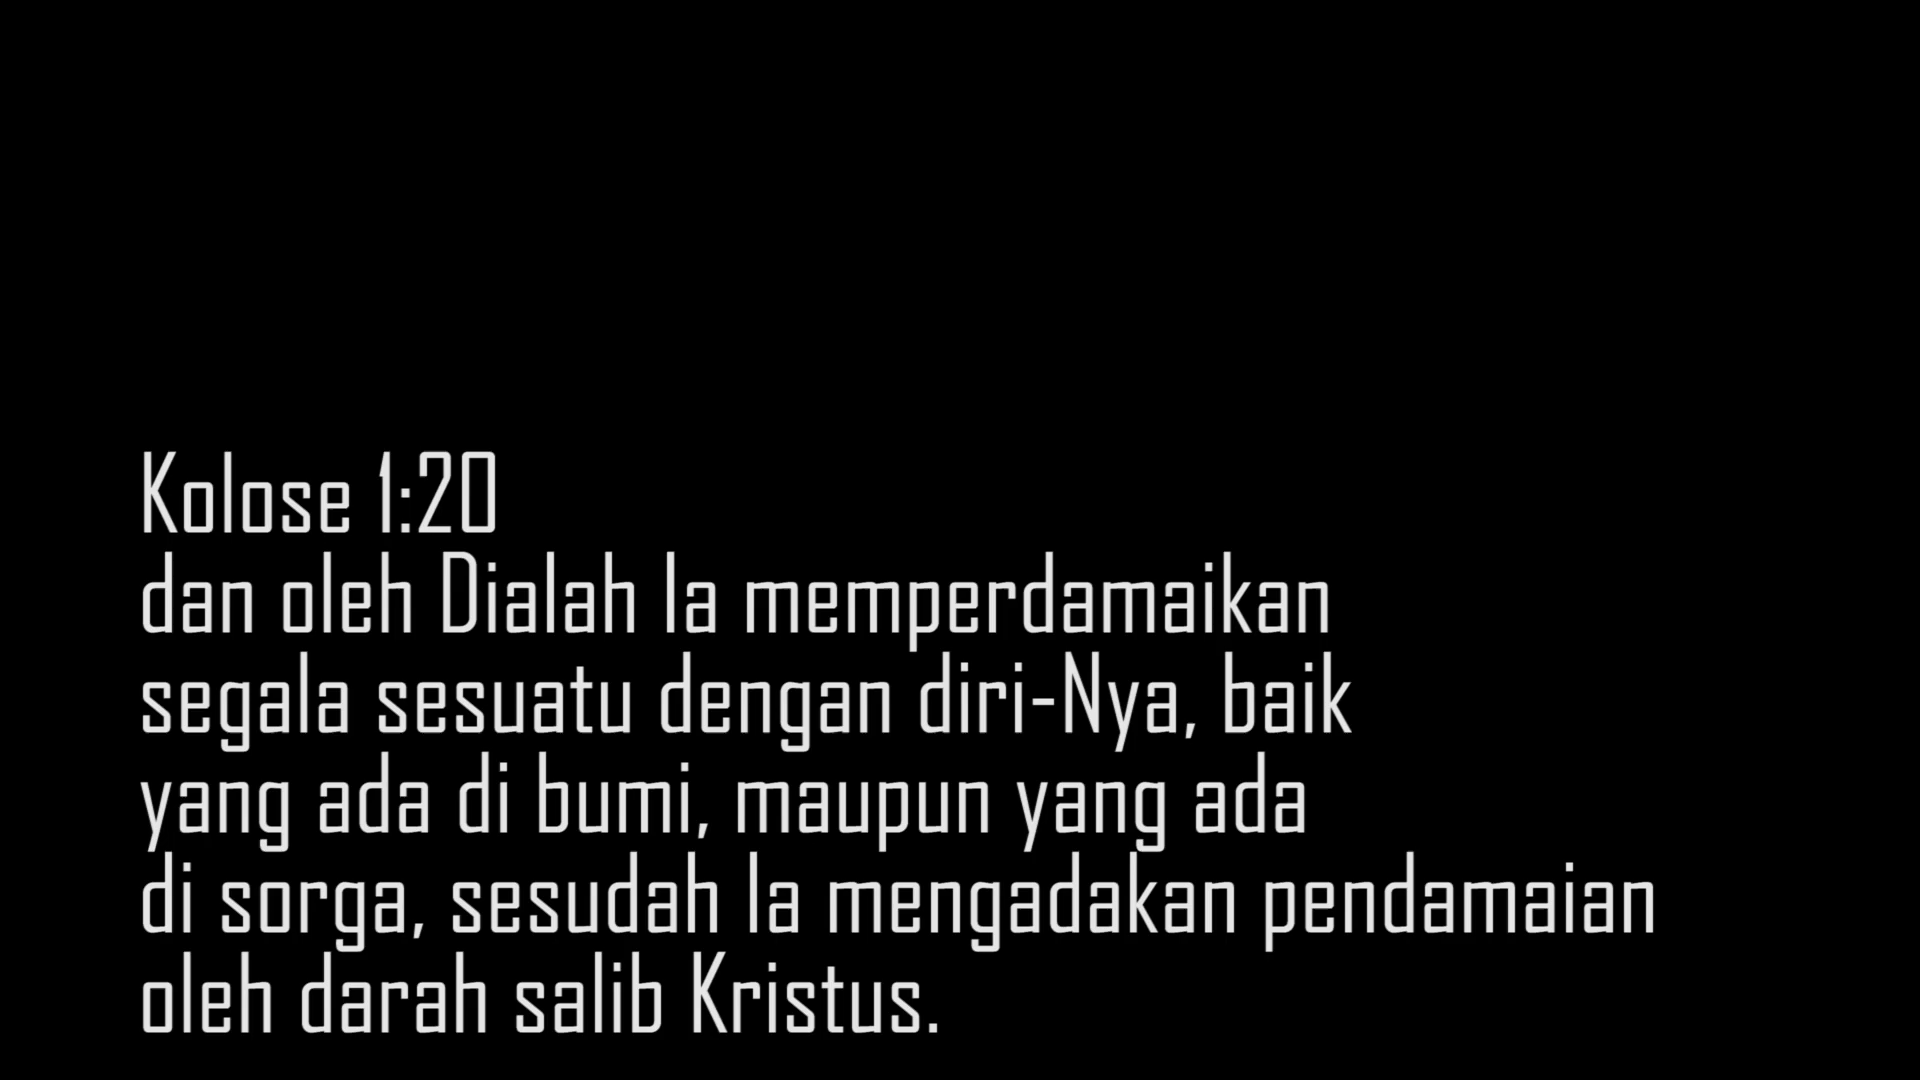 Kolose 1:20
dan oleh Dialah Ia memperdamaikan
segala sesuatu dengan diri-Nya, baik
yang ada di bumi, maupun yang ada
di sorga, sesudah Ia mengadakan pendamaian
oleh darah salib Kristus.